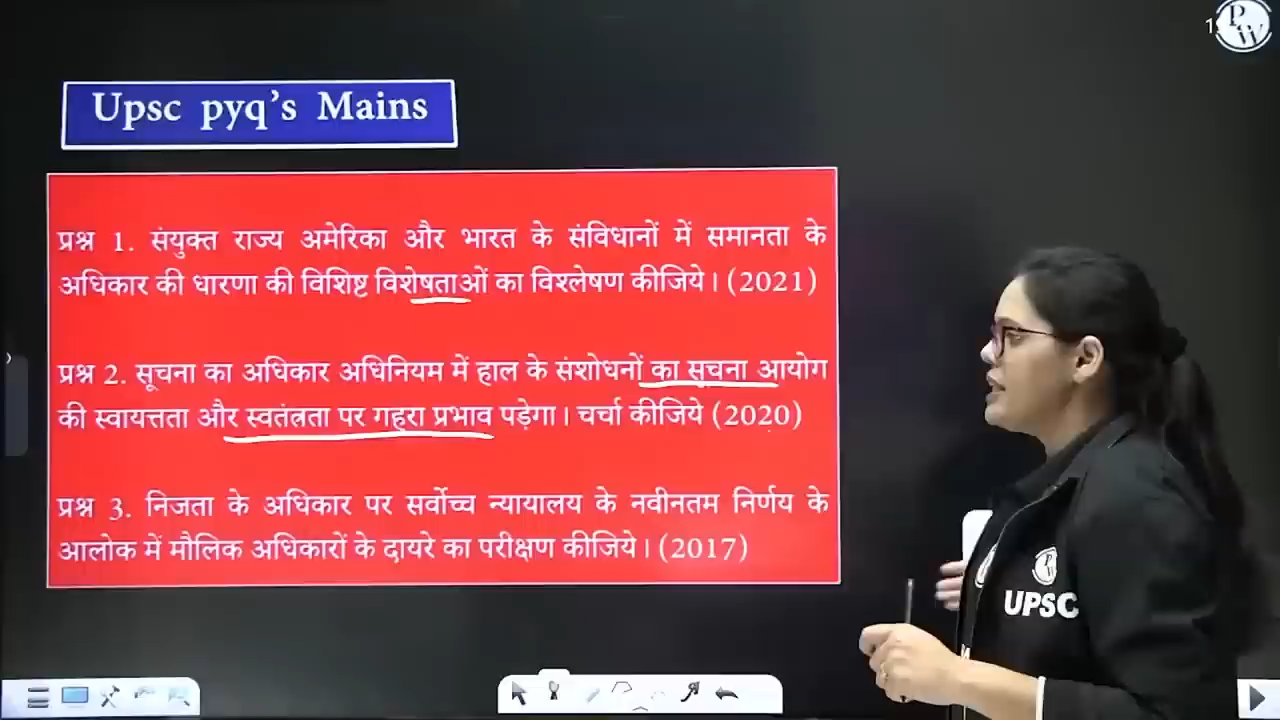 PW
Upsc pyq's Mains
प्रश्न 1. संयुक्त राज्य अमेरिका और भारत के संविधानों में समानता के
अधिकार की धारणा की विशिष्ट विशेषताओं का विश्लेषण कीजिये। (2021)
प्रश्न 2. सूचना का अधिकार अधिनियम में हाल के संशोधनों का सूचना आयोग
की स्वायत्तता और स्वतंत्रता पर गहरा प्रभाव पड़ेगा। चर्चा कीजिये (2020)
प्रश्न 3. निजता के अधिकार पर सर्वोच्च न्यायालय के नवीनतम निर्णय के
आलोक में मौलिक अधिकारों के दायरे का परीक्षण कीजिये। (2017)
PW
UPSC